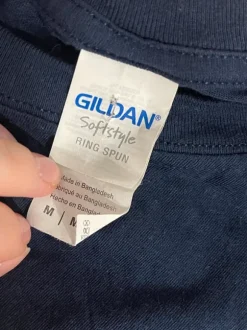 GILDAN®
Softstyle
RING SPUN
Made in Bangladesh
Fabriqué au Bangladesh
Hecho en Bangladesh
M / M